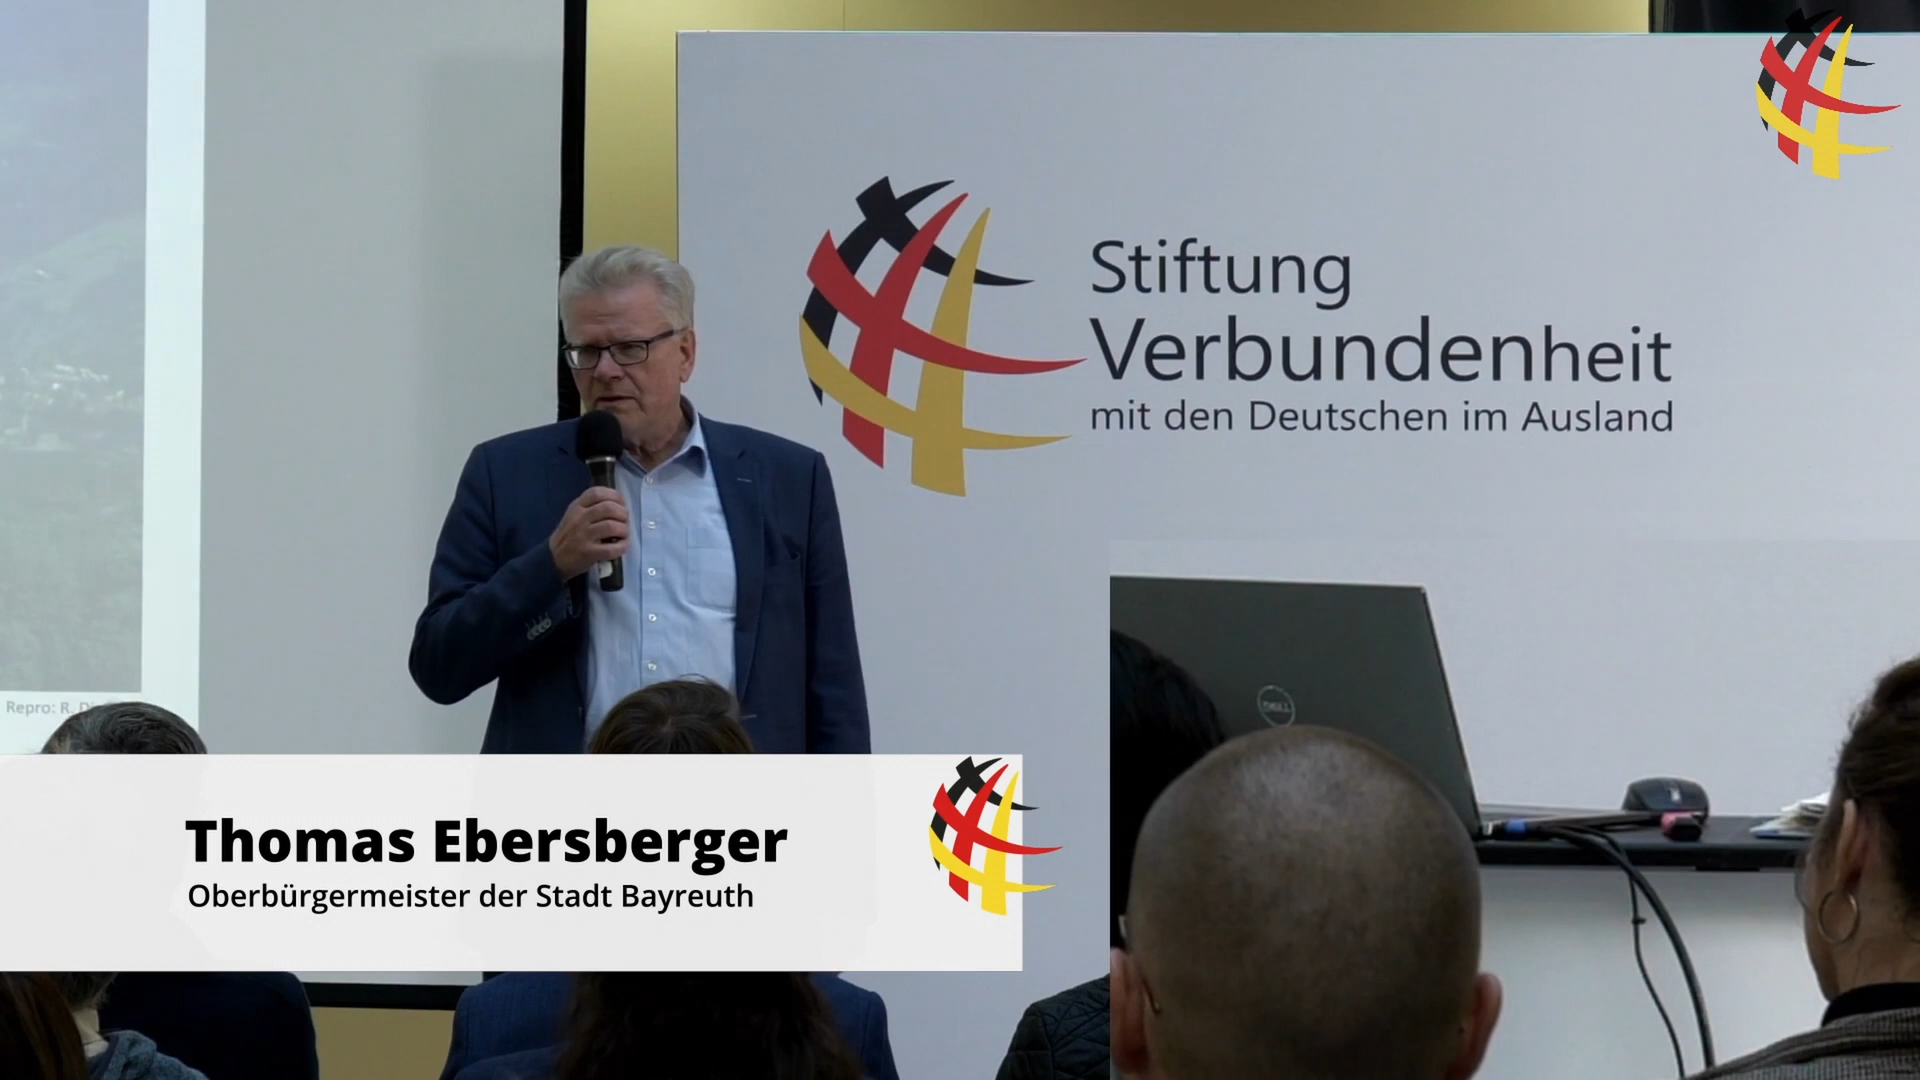 Stiftung
Verbundenheit
mit den Deutschen im Ausland
Repro: R.
DELL
Thomas Ebersberger
Oberbürgermeister der Stadt Bayreuth